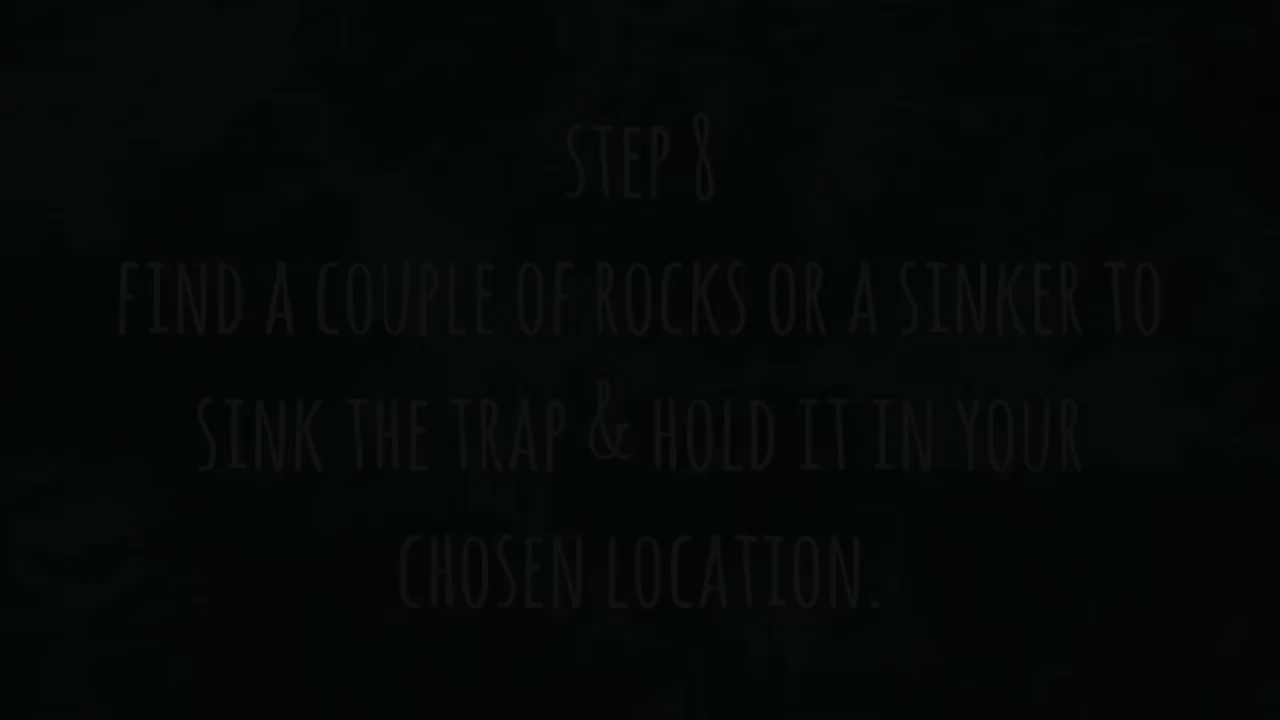 STEP 8
FIND A COUPLE OF ROCKS OR A SINKER TO
SINK THE TRAP & HOLD IT IN YOUR
CHOSEN LOCATION.